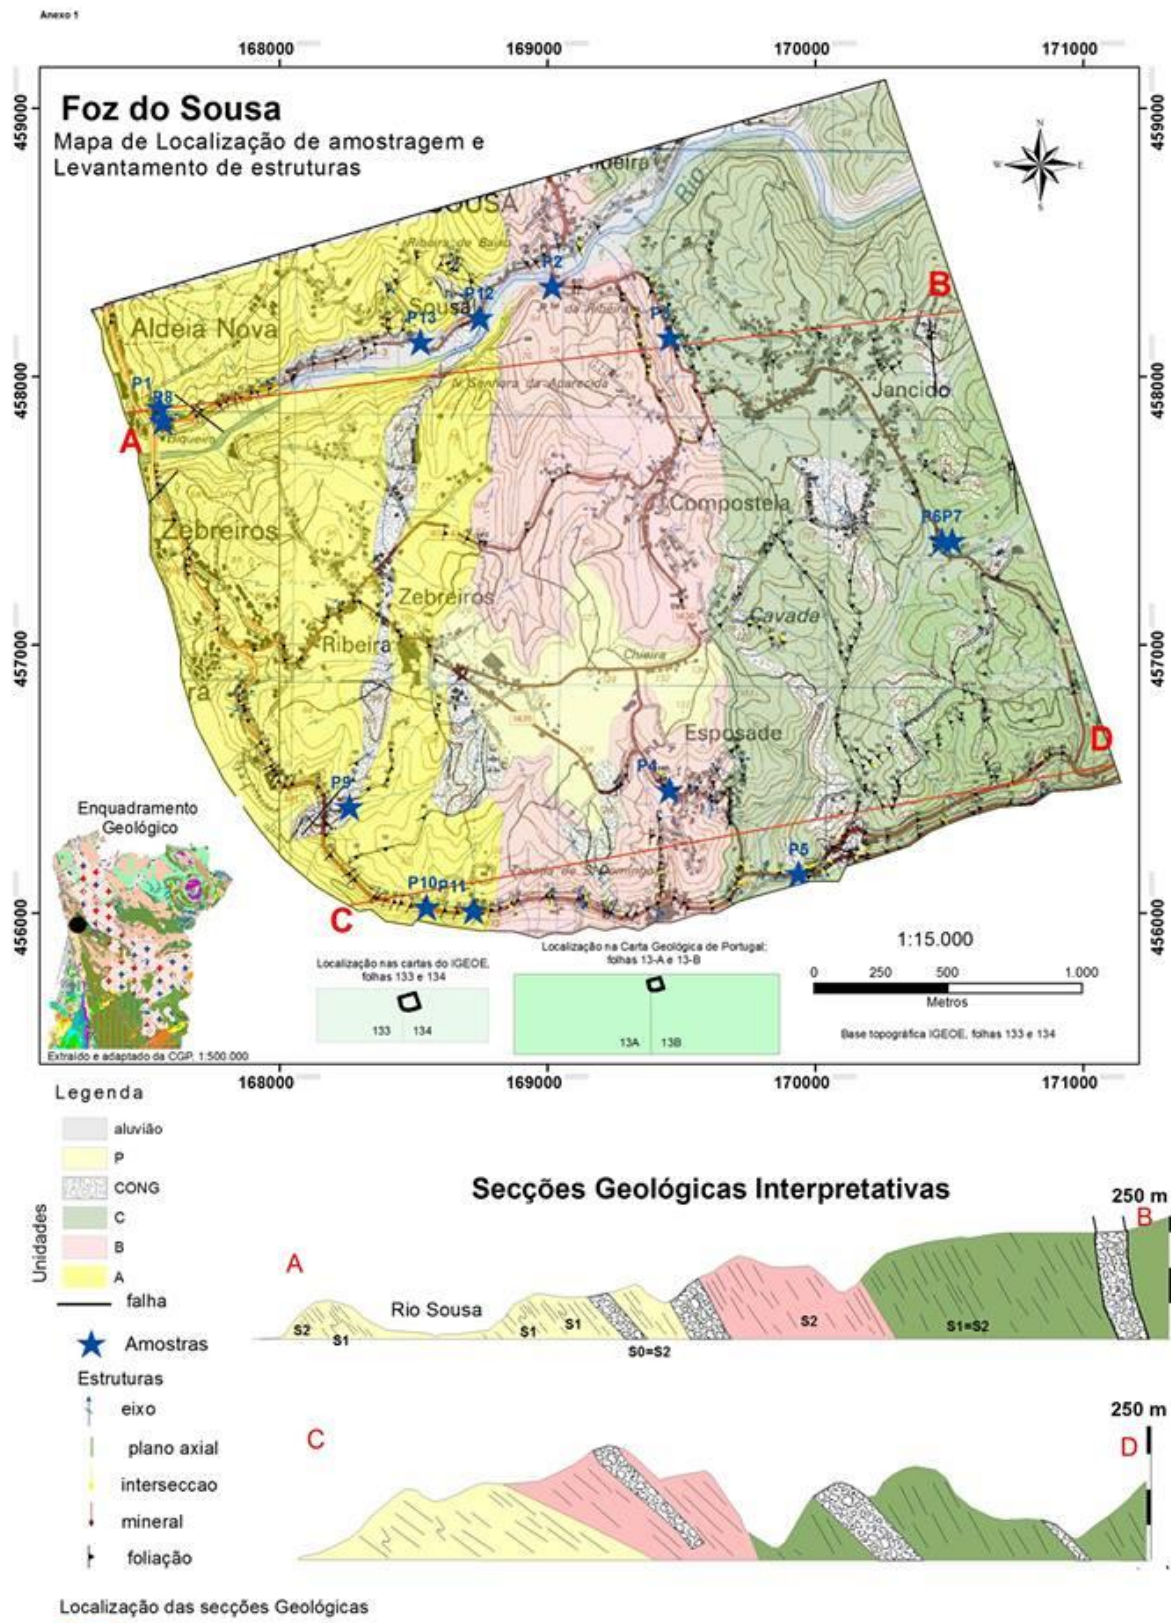 Anexo 1
168000 169000 170000 171000
459000 459000
Foz do Sousa
Mapa de Localização de amostragem e
Levantamento de estruturas
N
W E
S
Rio
SOUSA
Ribeira de Baixo
P2
B
P12
Sousa
P13
Aldeia Nova
458000 458000
Nª Senhora da Aparecida
Jancido
P1
P8
A
Compostela
P6P7
Zebreiros
Zebreiros
Cavada
Ribeira
457000 457000
Esposade
D
P4
P9
P5
P10P11
C
456000 456000
Enquadramento
Geológico
Extraído e adaptado da CGP, 1:500.000
Localização nas cartas do IGEOE,
folhas 133 e 134
133 134
Localização na Carta Geológica de Portugal:
folhas 13-A e 13-B
13A 13B
1:15.000
0 250 500 1.000
Metros
Base topográfica IGEOE, folhas 133 e 134
168000 169000 170000 171000
Legenda
Unidades
aluvião
P
CONG
C
B
A
falha
Amostras
Estruturas
eixo
plano axial
interseccao
mineral
foliação
Localização das secções Geológicas
Secções Geológicas Interpretativas
250 m
A B
Rio Sousa
S2 S1 S1 S1 S0=S2 S2 S1=S2
250 m
C D